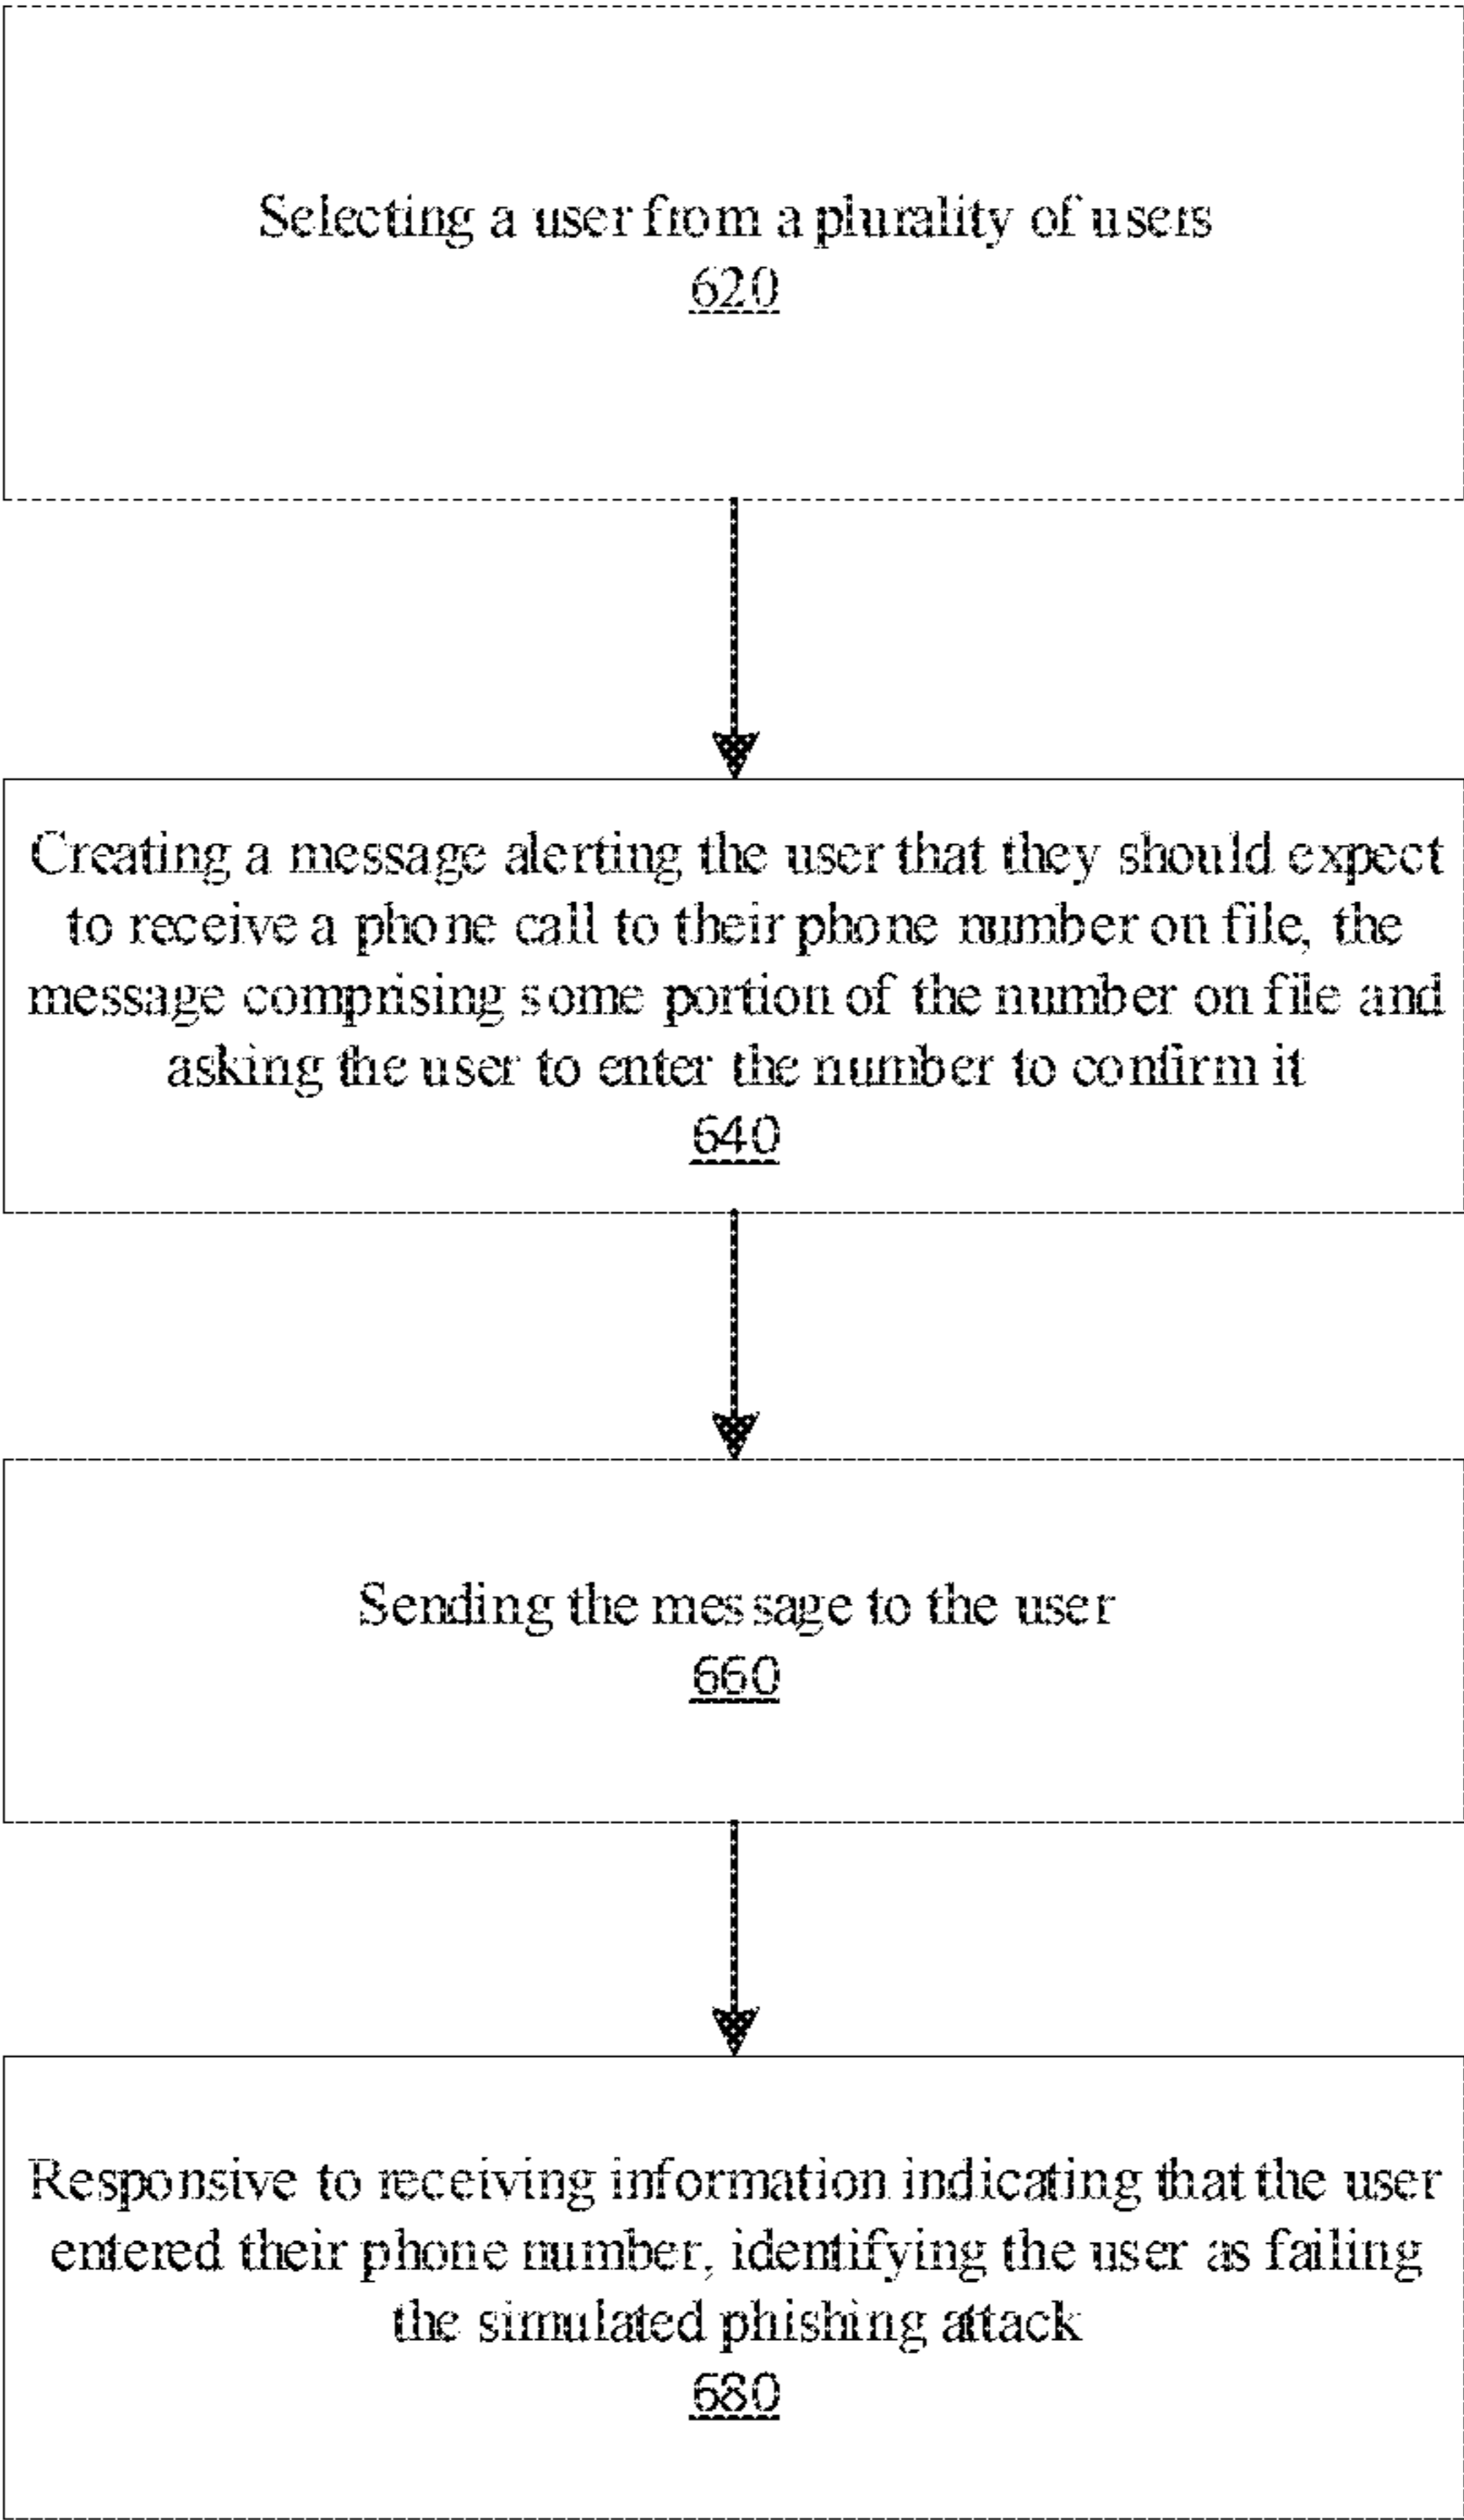 Selecting a user from a plurality of users
620
Creating a message alerting the user that they should expect
to receive a phone call to their phone number on file, the
message comprising some portion of the number on file and
asking the user to enter the number to confirm it
640
Sending the message to the user
660
Responsive to receiving information indicating that the user
entered their phone number, identifying the user as failing
the simulated phishing attack
680